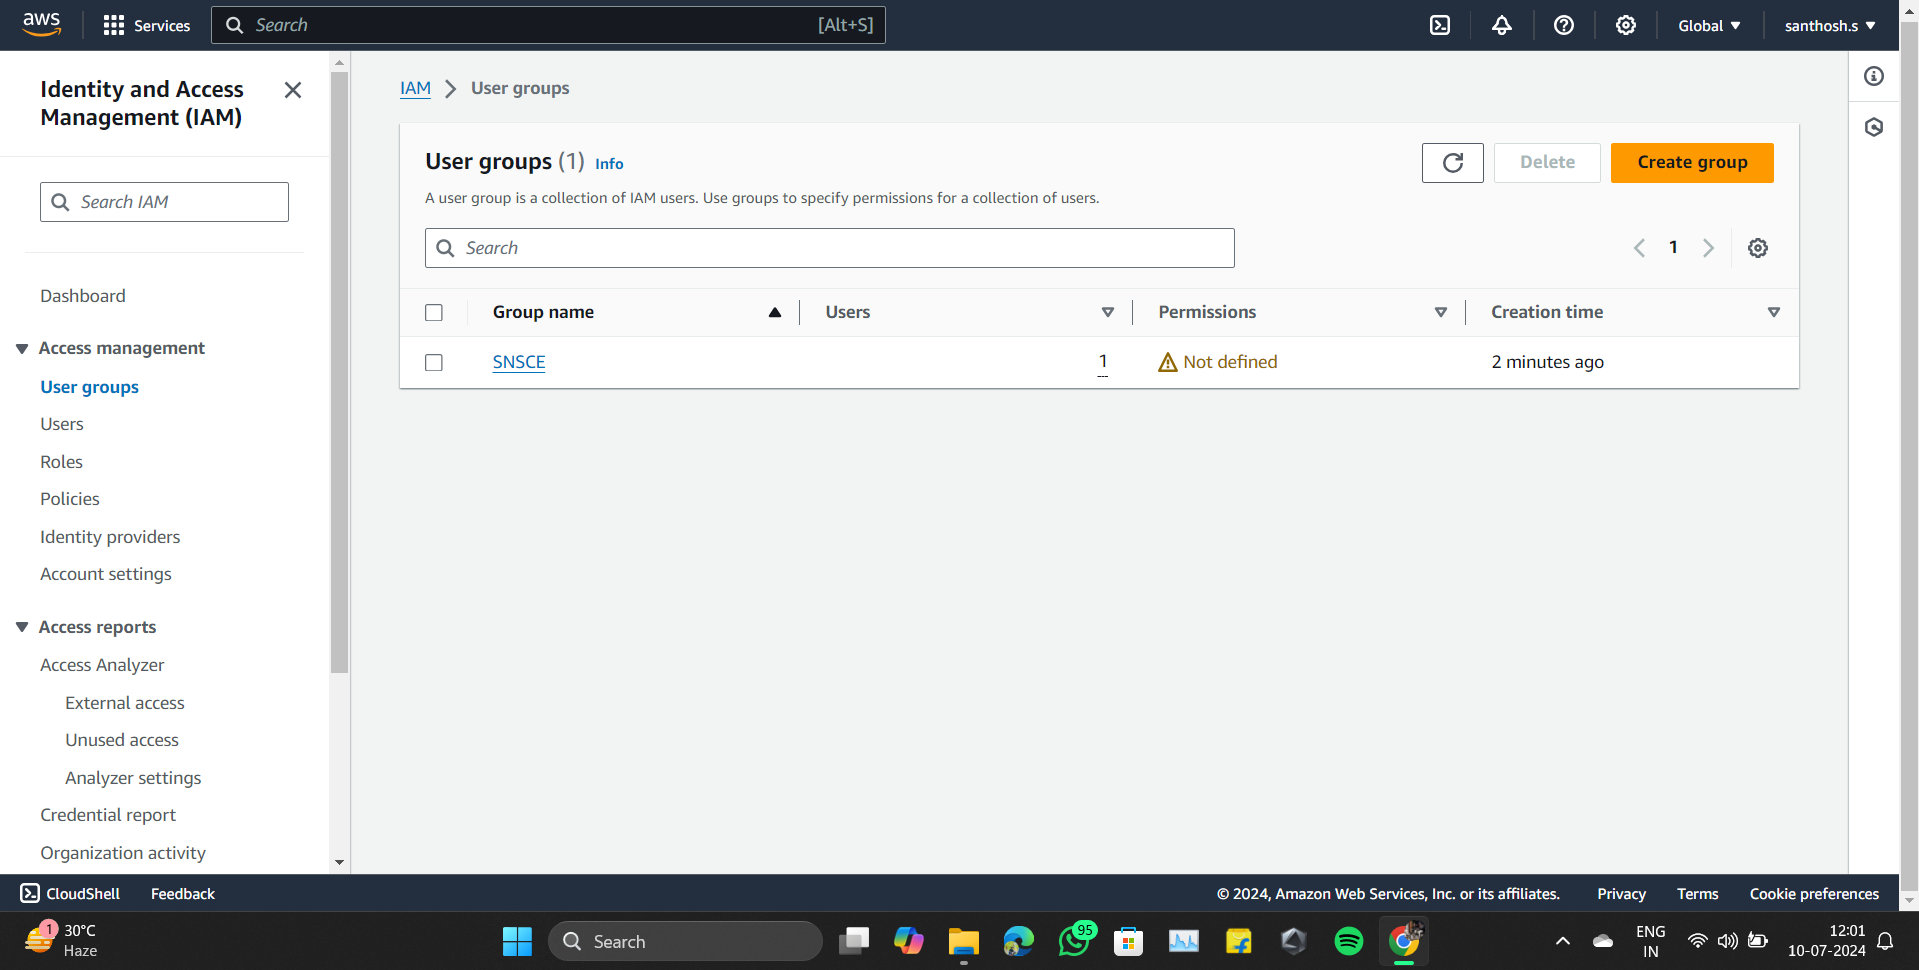 aws
Services
Search
[Alt+S]
Global
santhosh.s
Identity and Access
Management (IAM)
Search IAM
Dashboard
Access management
User groups
Users
Roles
Policies
Identity providers
Account settings
Access reports
Access Analyzer
External access
Unused access
Analyzer settings
Credential report
Organization activity
IAM
User groups
User groups (1) Info
Delete
Create group
A user group is a collection of IAM users. Use groups to specify permissions for a collection of users.
Search
1
Group name
Users
Permissions
Creation time
SNSCE
1
Not defined
2 minutes ago
CloudShell
Feedback
© 2024, Amazon Web Services, Inc. or its affiliates.
Privacy
Terms
Cookie preferences
1
30°C
Haze
Search
95
ENG
IN
12:01
10-07-2024